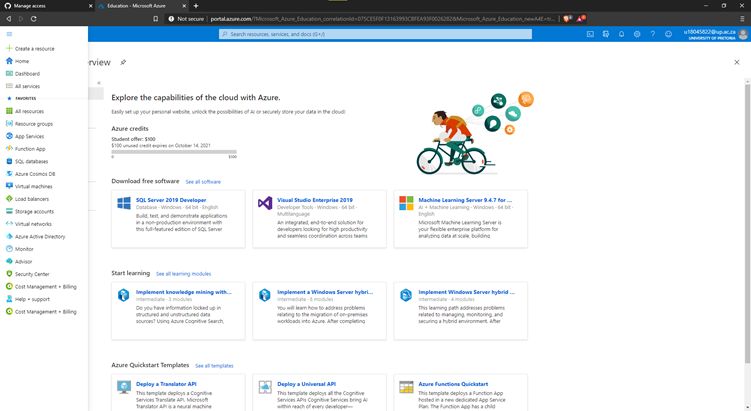 Manage access
Education - Microsoft Azure
Not secure
portal.azure.com/?Microsoft_Azure_Education_correlationId=
Search resources, services, and docs (G+/)
u18045822@up.ac.za
UNIVERSITY OF PRETORIA
Create a resource
Home
Dashboard
All services
FAVORITES
All resources
Resource groups
App Services
Function App
SQL databases
Azure Cosmos DB
Virtual machines
Load balancers
Storage accounts
Virtual networks
Azure Active Directory
Monitor
Advisor
Security Center
Cost Management + Billing
Help + support
Cost Management + Billing
rview
Explore the capabilities of the cloud with Azure.
Easily set up your personal website, unlock the possibilities of AI or securely store your data in the cloud!
Azure credits
Student offer: $100
$100 unused credit expires on October 14, 2021
0 $100
Download free software See all software
SQL Server 2019 Developer
Database · Windows · 64 bit · English
Build, test, and demonstrate applications
in a non-production environment with
this full-featured edition of SQL Server
Visual Studio Enterprise 2019
Developer Tools · Windows · 64 bit ·
Multilanguage
An integrated, end-to-end solution for
developers looking for high productivity
and seamless coordination across teams
Machine Learning Server 9.4.7 for ...
AI + Machine Learning · Windows · 64 bit ·
English
Microsoft Machine Learning Server is
your flexible enterprise platform for
analyzing data at scale, building
Start learning See all learning modules
Implement knowledge mining with...
intermediate · 3 modules
Do you have information locked up in
structured and unstructured data
sources? Using Azure Cognitive Search,
Implement a Windows Server hybri...
intermediate · 8 modules
You will learn how to address problems
relating to the migration of on-premises
workloads into Azure. After completing
Implement Windows Server hybrid ...
intermediate · 4 modules
This learning path addresses problems
related to managing, monitoring, and
securing a hybrid environment. After
Azure Quickstart Templates See all templates
Deploy a Translator API
This template deploys a Cognitive
Services Translate API. Microsoft
Translator API is a neural machine
Deploy a Universal API
This template deploys all the Cognitive
Services API Cognitive Services bring AI
within reach of every developer—
Azure Functions Quickstart
This template deploys a Function App
hosted in a new dedicated App Service
Plan. The Function App has a child